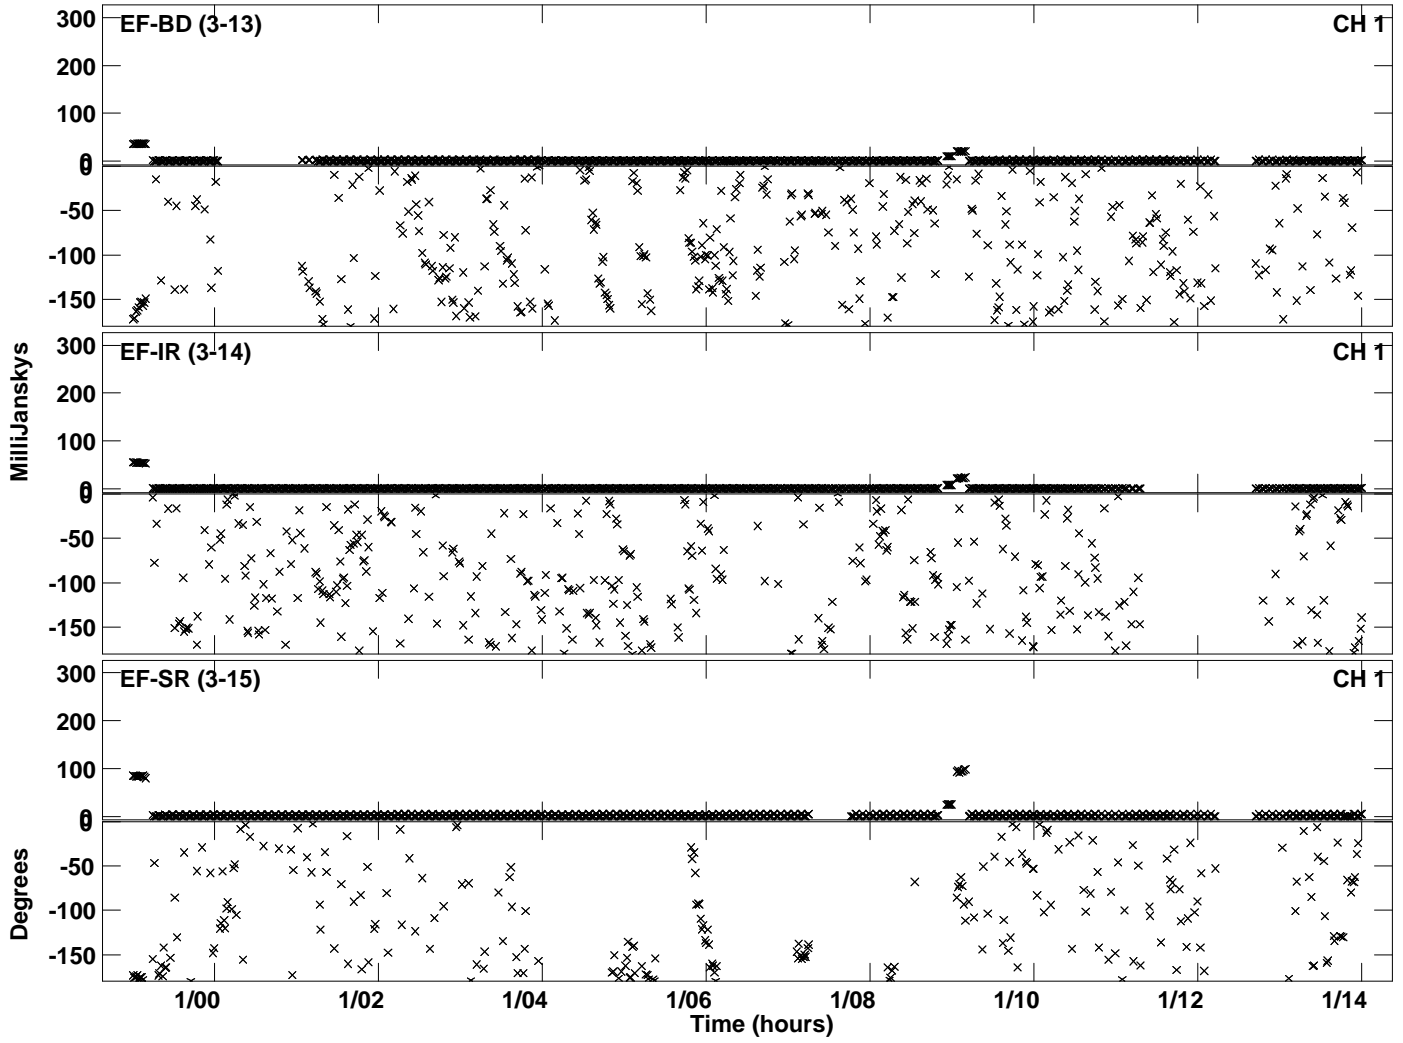 300
EF-BD (3-13)
CH 1
200
100
0
0
-50
-100
-150
300
EF-IR (3-14)
CH 1
200
100
0
0
-50
-100
-150
MilliJanskys
300
EF-SR (3-15)
CH 1
200
100
0
0
-50
-100
-150
Degrees
1/00 1/02 1/04 1/06 1/08 1/10 1/12 1/14
Time (hours)